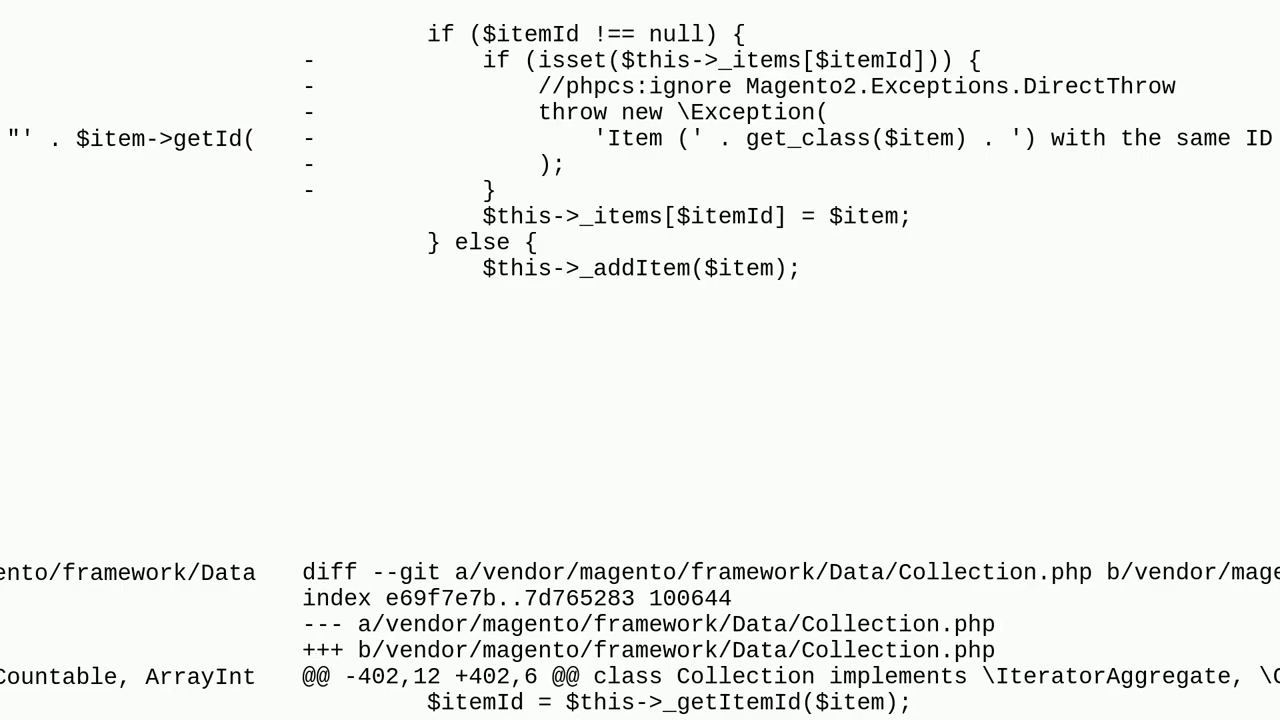 if ($itemId !== null) {
-            if (isset($this->_items[$itemId])) {
-                //phpcs:ignore Magento2.Exceptions.DirectThrow
-                throw new \Exception(
"' . $item->getId(   -                    'Item (' . get_class($item) . ') with the same ID
-                );
-            }
            $this->_items[$itemId] = $item;
        } else {
            $this->_addItem($item);
ento/framework/Data   diff --git a/vendor/magento/framework/Data/Collection.php b/vendor/mage
index e69f7e7b..7d765283 100644
--- a/vendor/magento/framework/Data/Collection.php
+++ b/vendor/magento/framework/Data/Collection.php
Countable, ArrayInt   @@ -402,12 +402,6 @@ class Collection implements \IteratorAggregate, \C
        $itemId = $this->_getItemId($item);